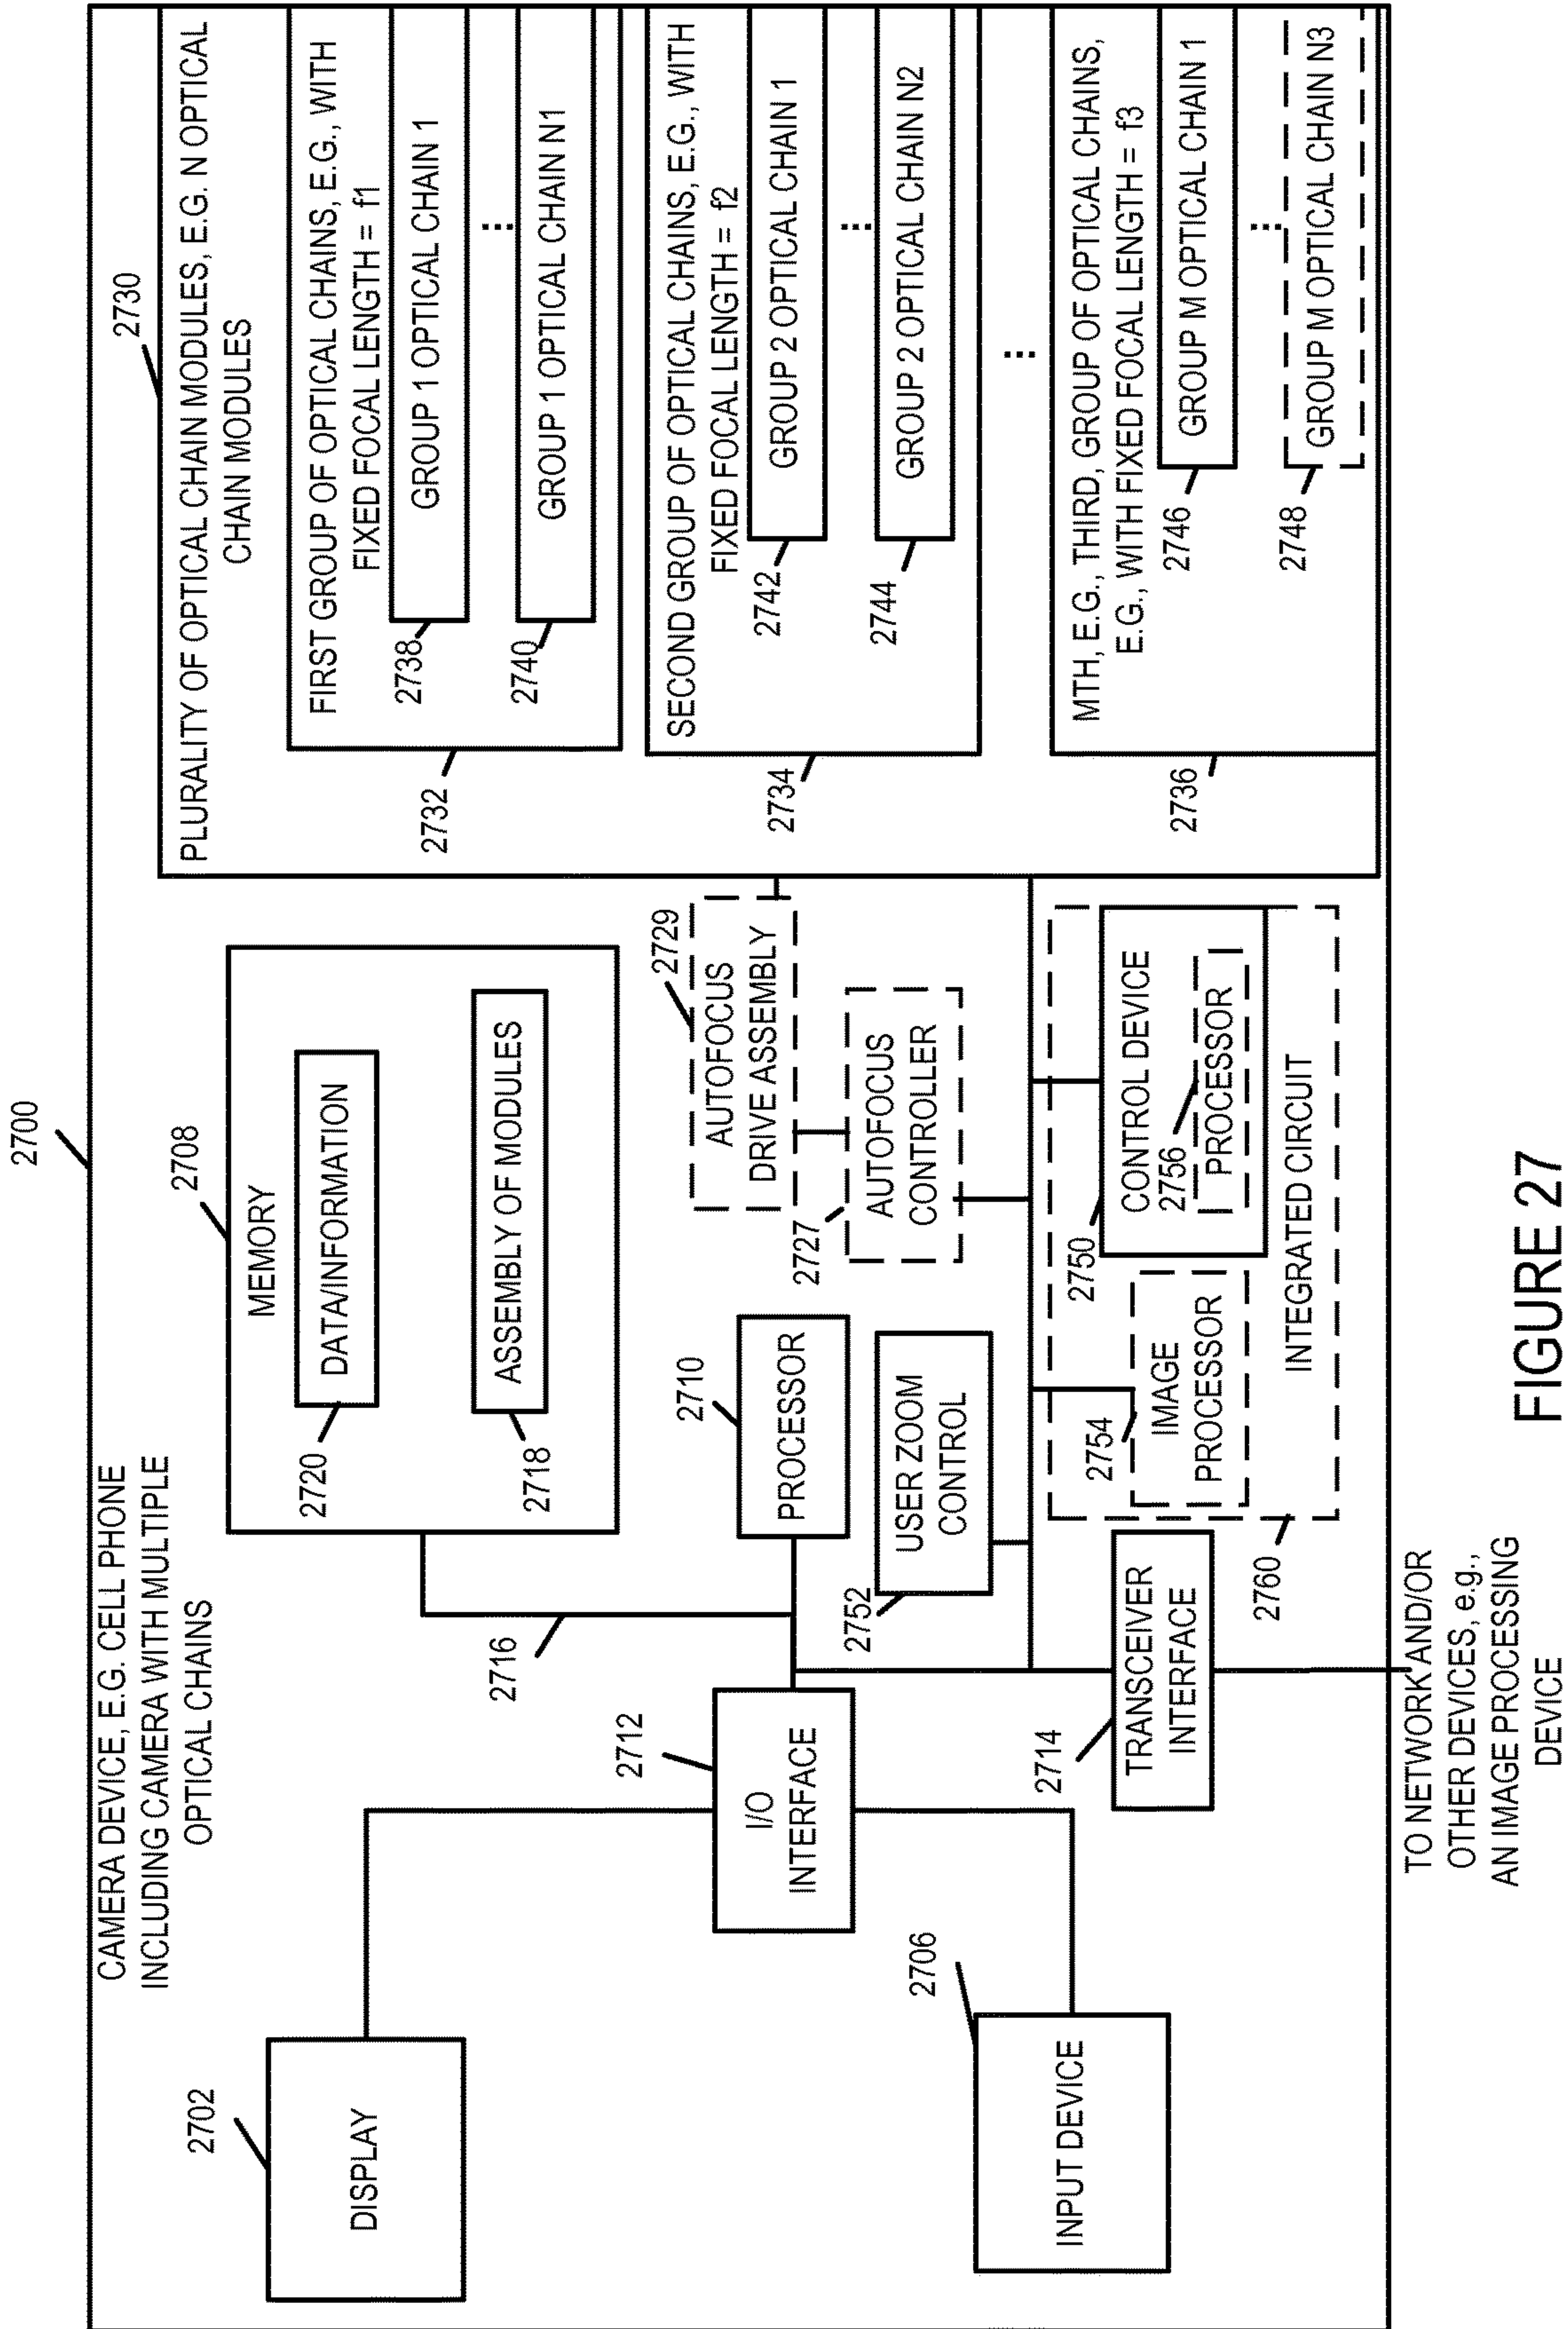 2700
CAMERA DEVICE, E.G. CELL PHONE
INCLUDING CAMERA WITH MULTIPLE
OPTICAL CHAINS
2702
DISPLAY
2706
INPUT DEVICE
2712
I/O
INTERFACE
2716
2708
MEMORY
2720
DATA/INFORMATION
2718
ASSEMBLY OF MODULES
2710
PROCESSOR
2752
USER ZOOM
CONTROL
2714
TRANSCEIVER
INTERFACE
TO NETWORK AND/OR
OTHER DEVICES, e.g.,
AN IMAGE PROCESSING
DEVICE
2729
AUTOFOCUS
DRIVE ASSEMBLY
2727
AUTOFOCUS
CONTROLLER
2750
CONTROL DEVICE
2756
PROCESSOR
2754
IMAGE
PROCESSOR
INTEGRATED CIRCUIT
2760
2730
PLURALITY OF OPTICAL CHAIN MODULES, E.G. N OPTICAL
CHAIN MODULES
2732
FIRST GROUP OF OPTICAL CHAINS, E.G., WITH
FIXED FOCAL LENGTH = f1
2738
GROUP 1 OPTICAL CHAIN 1
...
2740
GROUP 1 OPTICAL CHAIN N1
2734
SECOND GROUP OF OPTICAL CHAINS, E.G., WITH
FIXED FOCAL LENGTH = f2
2742
GROUP 2 OPTICAL CHAIN 1
...
2744
GROUP 2 OPTICAL CHAIN N2
...
2736
MTH, E.G., THIRD, GROUP OF OPTICAL CHAINS,
E.G., WITH FIXED FOCAL LENGTH = f3
2746
GROUP M OPTICAL CHAIN 1
...
2748
GROUP M OPTICAL CHAIN N3
FIGURE 27